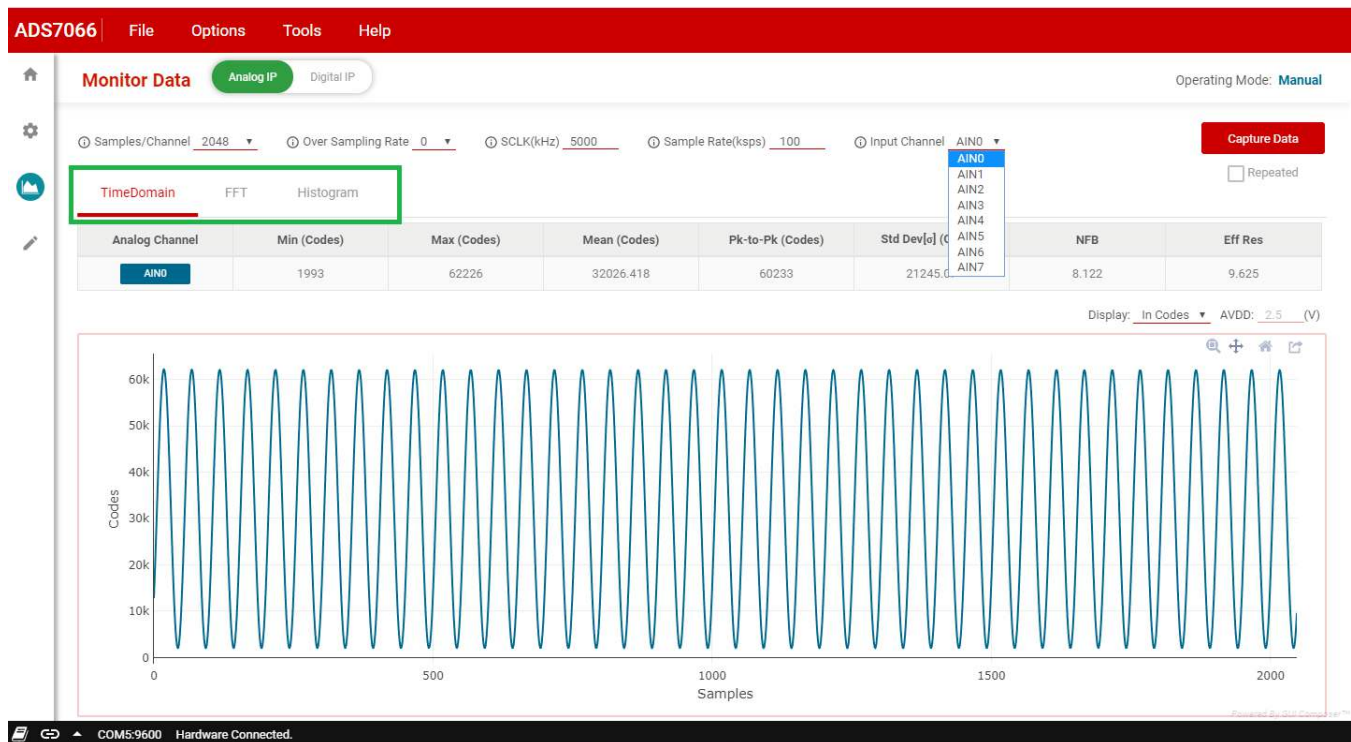 ADS7066 File Options Tools Help
Monitor Data Analog IP Digital IP Operating Mode: Manual
Samples/Channel 2048 Over Sampling Rate 0 SCLK(kHz) 5000 Sample Rate(ksps) 100 Input Channel AIN0 Capture Data
AIN0
AIN1
AIN2
AIN3
AIN4
AIN5
AIN6
AIN7
Repeated
TimeDomain FFT Histogram
Analog Channel Min (Codes) Max (Codes) Mean (Codes) Pk-to-Pk (Codes) Std Dev[σ] NFB Eff Res
AIN0 1993 62226 32026.418 60233 8.122 9.625
Display: In Codes AVDD: 2.5 (V)
60k
50k
40k
30k
20k
10k
0
Codes
0 500 1000 1500 2000
Samples
Powered By GUI Composer™
COM5:9600 Hardware Connected.